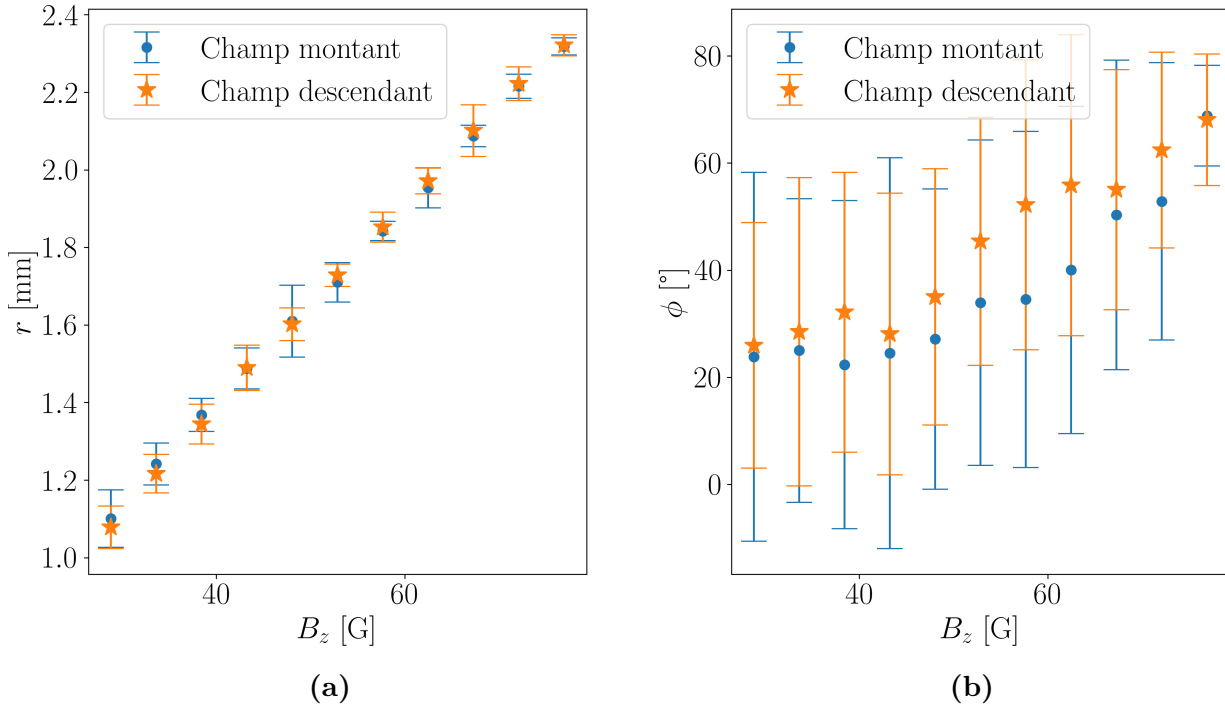 2.4
2.2
2.0
1.8
1.6
1.4
1.2
1.0
r [mm]
Champ montant
Champ descendant
40
60
B_z [G]
(a)
80
60
40
20
0
ϕ [°]
Champ montant
Champ descendant
40
60
B_z [G]
(b)